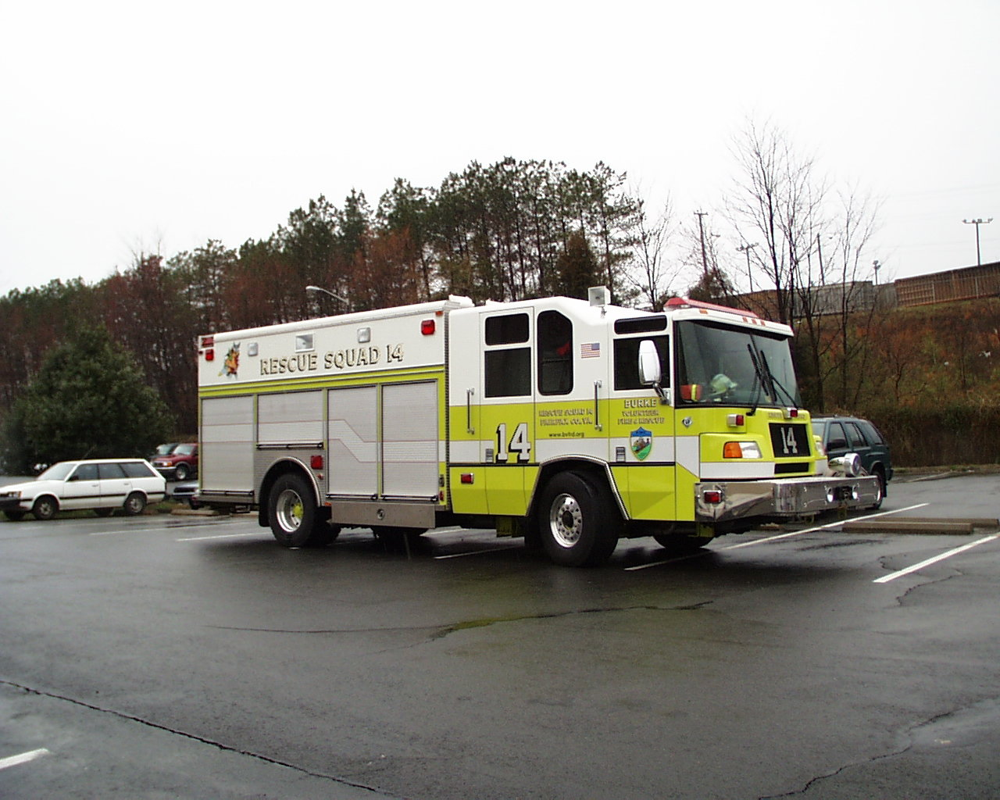 RESCUE SQUAD 14
RESCUE SQUAD 14
FAIRFAX CO. VA.
www.bvfrd.org
14
BURKE
VOLUNTEER
FIRE & RESCUE
14